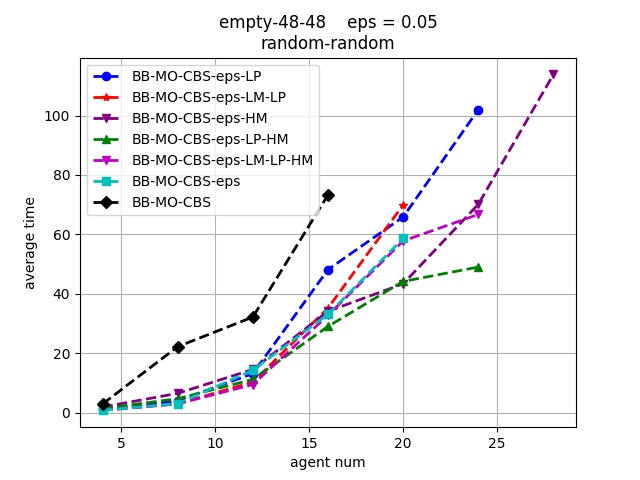 empty-48-48    eps = 0.05
random-random
BB-MO-CBS-eps-LP
BB-MO-CBS-eps-LM-LP
BB-MO-CBS-eps-HM
BB-MO-CBS-eps-LP-HM
BB-MO-CBS-eps-LM-LP-HM
BB-MO-CBS-eps
BB-MO-CBS
average time
100
80
60
40
20
0
5 10 15 20 25
agent num